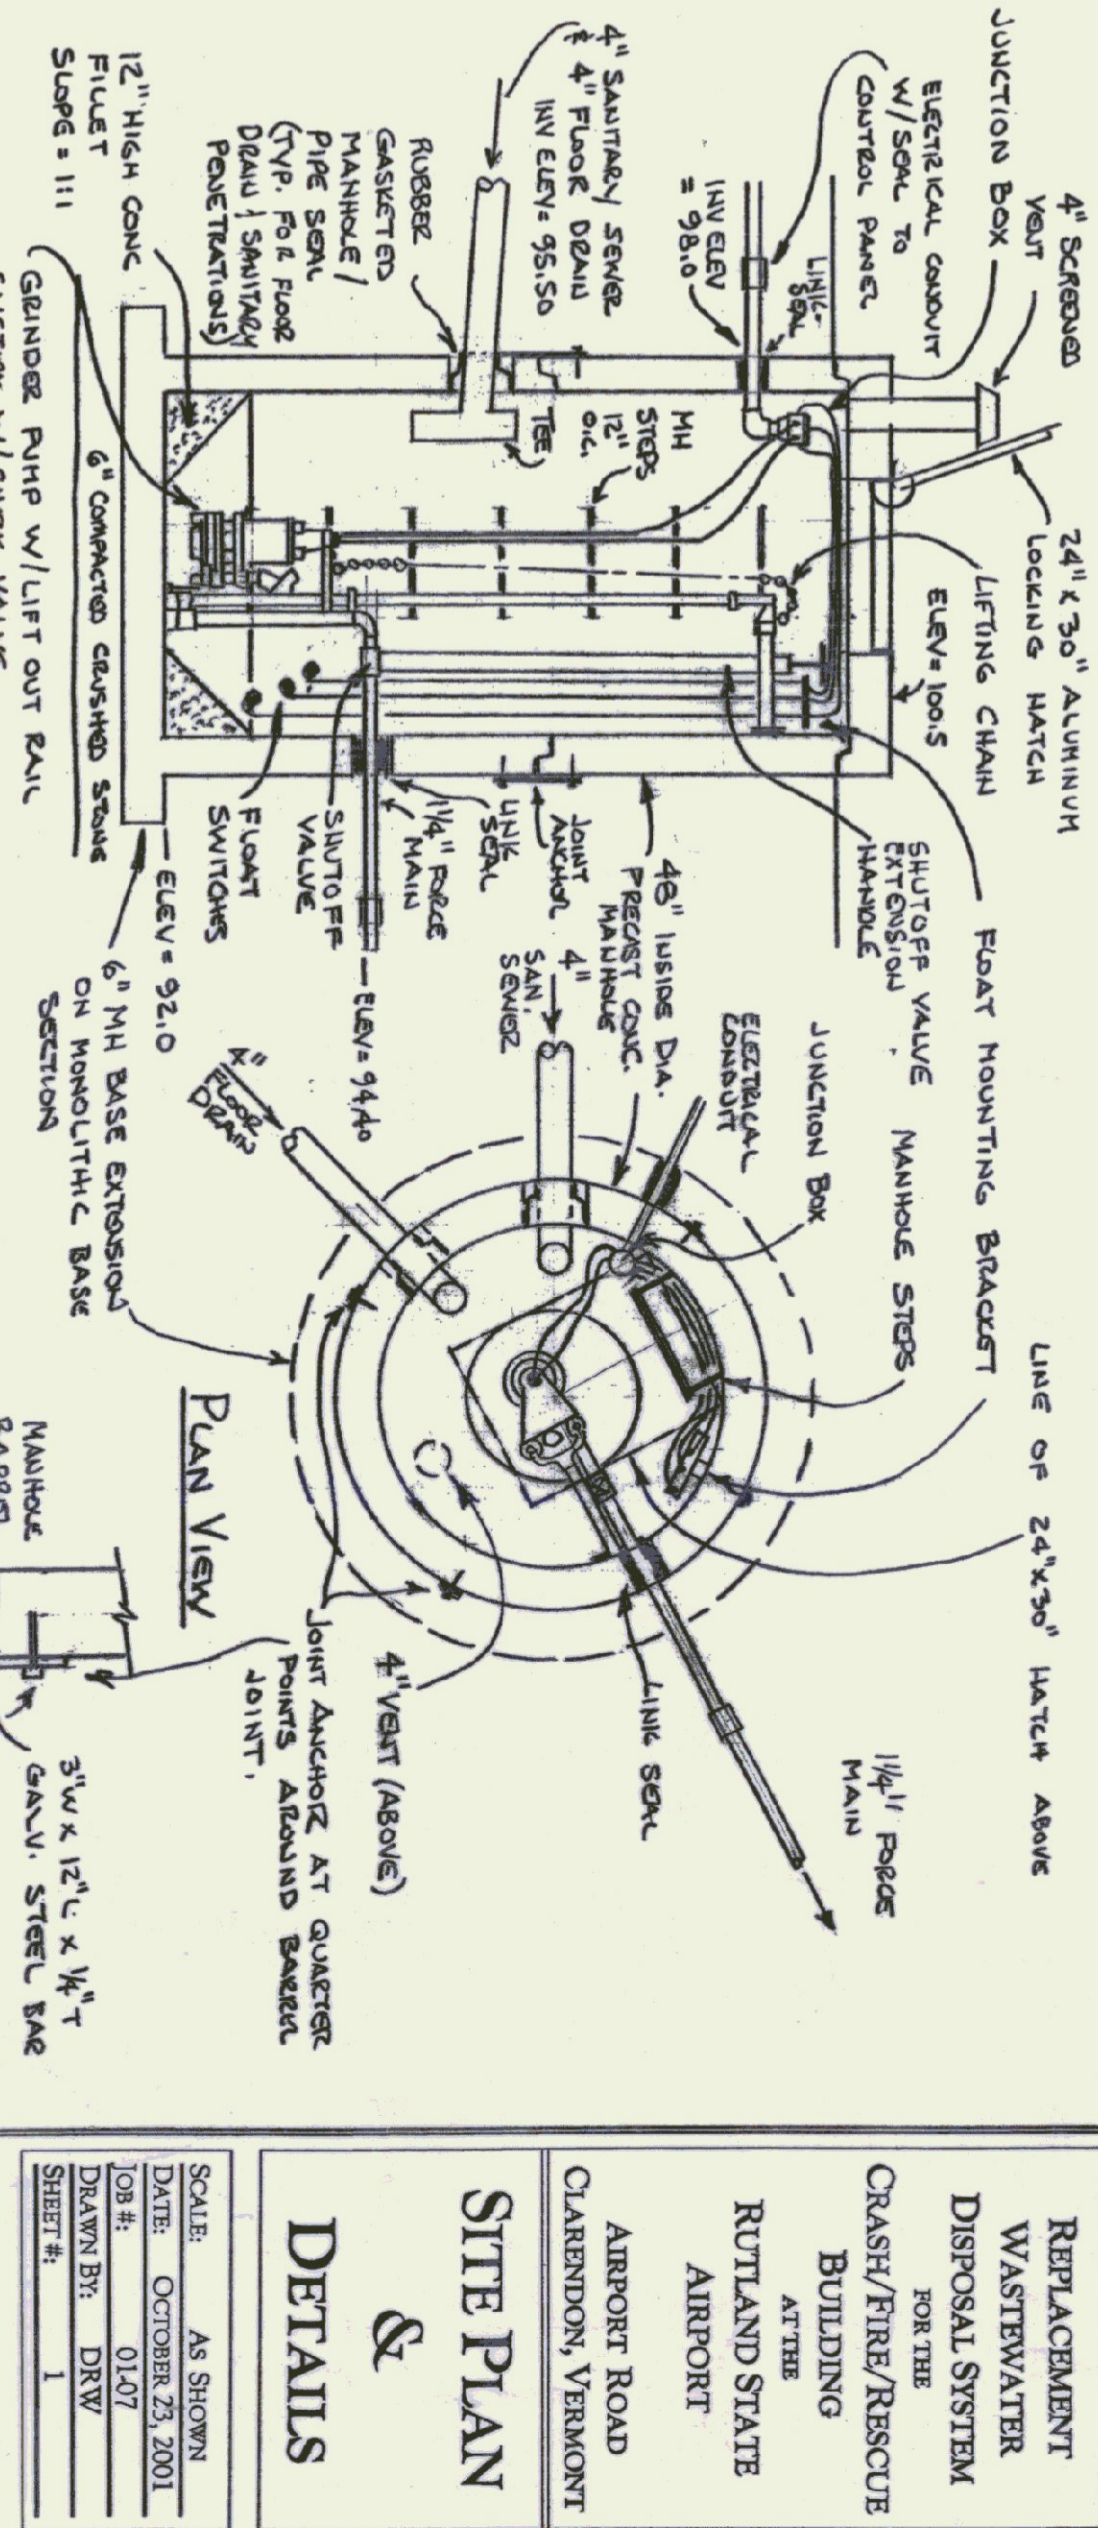 4" SCREENED
VENT
JUNCTION BOX
ELECTRICAL CONDUIT
W/SEAL TO
CONTROL PANEL
LINK-
SEAL
INV ELEV
= 98.0
4" SANITARY SEWER
& 4" FLOOR DRAIN
INV ELEV= 95.50
RUBBER
GASKETED
MANHOLE /
PIPE SEAL
(TYP. FOR FLOOR
DRAIN & SANITARY
PENETRATIONS)
12" HIGH CONC
FILLET
SLOPE = 1:1
24" x 30" ALUMINUM
LOCKING HATCH
LIFTING CHAIN
ELEV= 100.5
MH
STEPS
12"
O.C.
TEE
6" COMPACTED CRUSHED STONE
GRINDER PUMP W/LIFT OUT RAIL
FLOAT MOUNTING BRACKET
SHUTOFF VALVE
EXTENSION
HANDLE
48" INSIDE DIA.
PRECAST CONC.
MANHOLE
JOINT
ANCHOR
LINK
SEAL
1 1/4" FORCE
MAIN
SHUTOFF
VALVE
FLOAT
SWITCHES
ELEV= 94.40
ELEV = 92.0
6" MH BASE EXTENSION
ON MONOLITHIC BASE
SECTION
LINE OF 24"x30" HATCH ABOVE
MANHOLE STEPS
JUNCTION BOX
ELECTRICAL
CONDUIT
4"
SAN.
SEWER
4"
FLOOR
DRAIN
1 1/4" FORCE
MAIN
LINK SEAL
4" VENT (ABOVE)
JOINT ANCHOR AT QUARTER
POINTS AROUND BARREL
JOINT.
PLAN VIEW
MANHOLE
3"W x 12"L x 1/4"T
GALV. STEEL BAR
REPLACEMENT
WASTEWATER
DISPOSAL SYSTEM
FOR THE
CRASH/FIRE/RESCUE
BUILDING
AT THE
RUTLAND STATE
AIRPORT
AIRPORT ROAD
CLARENDON, VERMONT
SITE PLAN
&
DETAILS
SCALE: AS SHOWN
DATE: OCTOBER 23, 2001
JOB #: 01-07
DRAWN BY: DRW
SHEET #: 1